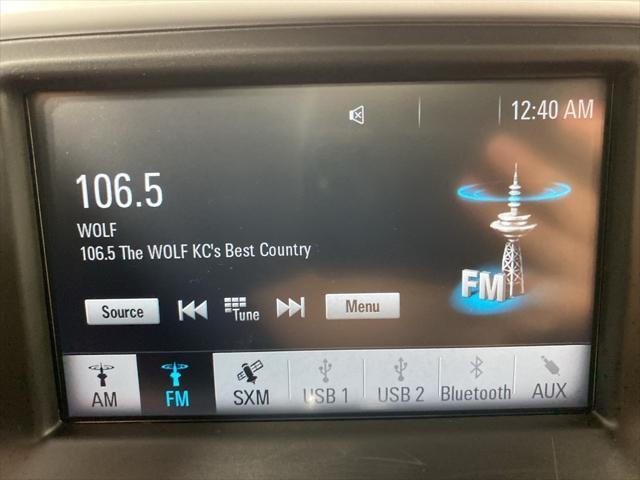 12:40 AM
106.5
WOLF
106.5 The WOLF KC's Best Country
FM
Source
Tune
Menu
AM
FM
SXM
USB 1
USB 2
Bluetooth
AUX